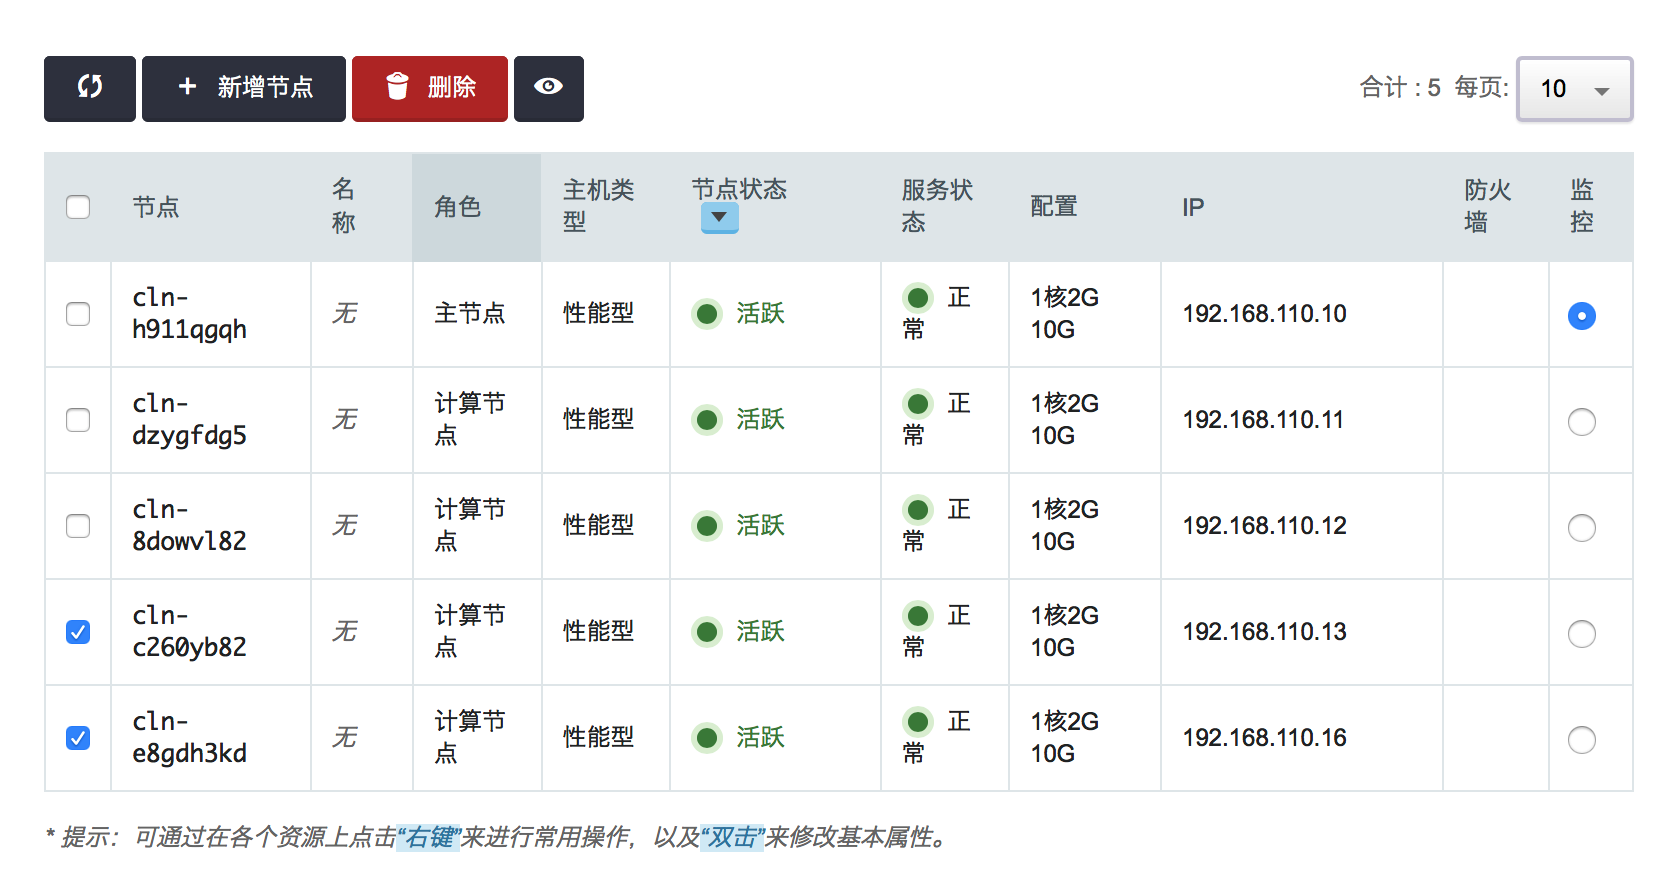 新增节点 删除 合计 : 5 每页: 10
节点 名称 角色 主机类型 节点状态 服务状态 配置 IP 防火墙 监控
cln-h911qgqh 无 主节点 性能型 活跃 正常 1核2G 10G 192.168.110.10
cln-dzygfdg5 无 计算节点 性能型 活跃 正常 1核2G 10G 192.168.110.11
cln-8dowvl82 无 计算节点 性能型 活跃 正常 1核2G 10G 192.168.110.12
cln-c260yb82 无 计算节点 性能型 活跃 正常 1核2G 10G 192.168.110.13
cln-e8gdh3kd 无 计算节点 性能型 活跃 正常 1核2G 10G 192.168.110.16
* 提示：可通过在各个资源上点击“右键”来进行常用操作，以及“双击”来修改基本属性。